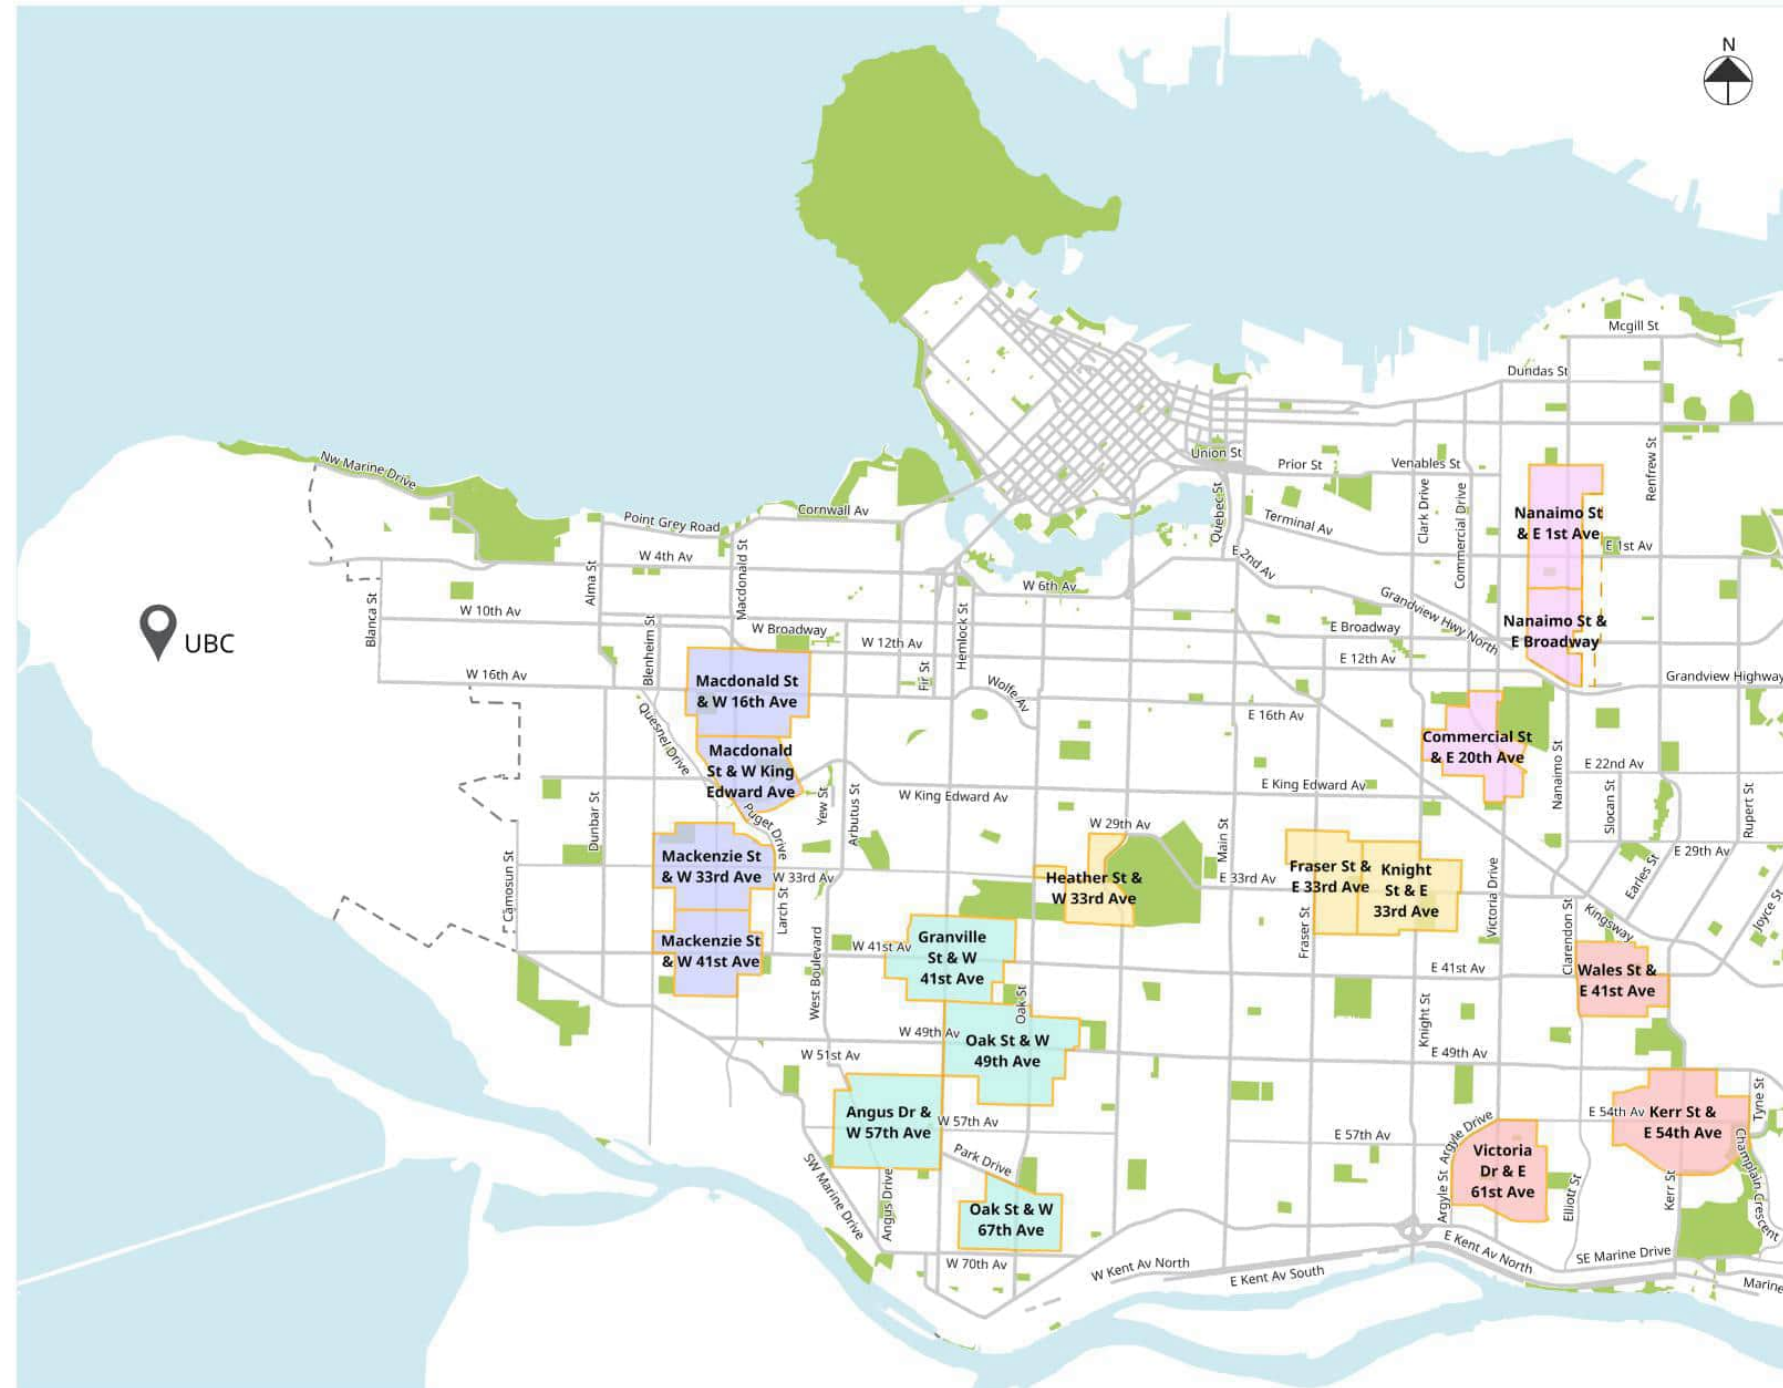 N
Mcgill St
Dundas St
Renfrew St
Union St
Prior St
Venables St
Nw Marine Drive
Cornwall Av
Point Grey Road
Quebec St
Terminal Av
Clark Drive
Commercial Drive
Nanaimo St
& E 1st Ave
E 1st Av
W 4th Av
Macdonald St
Alma St
E 2nd Av
W 6th Av
Grandview Hwy North
Blanca St
W 10th Av
Blenheim St
W Broadway
W 12th Av
Hemlock St
E Broadway
Nanaimo St &
E Broadway
E 12th Av
UBC
W 16th Av
Macdonald St
& W 16th Ave
Fir St
Wolfe Av
Grandview Highway
E 16th Av
Quesnel Drive
Macdonald
St & W King
Edward Ave
Commercial St
& E 20th Ave
Nanaimo St
E 22nd Av
Slocan St
Rupert St
E King Edward Av
W King Edward Av
Yew St
Arbutus St
Dunbar St
Puget Drive
W 29th Av
Main St
E 29th Av
Earles St
Mackenzie St
& W 33rd Ave
W 33rd Av
Heather St &
W 33rd Ave
E 33rd Av
Fraser St &
E 33rd Ave
Knight
St & E
33rd Ave
Victoria Drive
Camosun St
Larch St
Fraser St
Clarendon St
Kingsway
Joyce St
Mackenzie St
& W 41st Ave
West Boulevard
W 41st Av
Granville
St & W
41st Ave
E 41st Av
Wales St &
E 41st Ave
Oak St
Knight St
W 49th Av
Oak St & W
49th Ave
W 51st Av
E 49th Av
Angus Dr &
W 57th Ave
W 57th Av
E 57th Av
Argyle Drive
E 54th Av
Kerr St &
E 54th Ave
Tyne St
Park Drive
Victoria
Dr & E
61st Ave
Champlain Crescent
SW Marine Drive
Angus Drive
Argyle St
Elliott St
Kerr St
Oak St & W
67th Ave
W 70th Av
W Kent Av North
E Kent Av South
E Kent Av North
SE Marine Drive
Marine